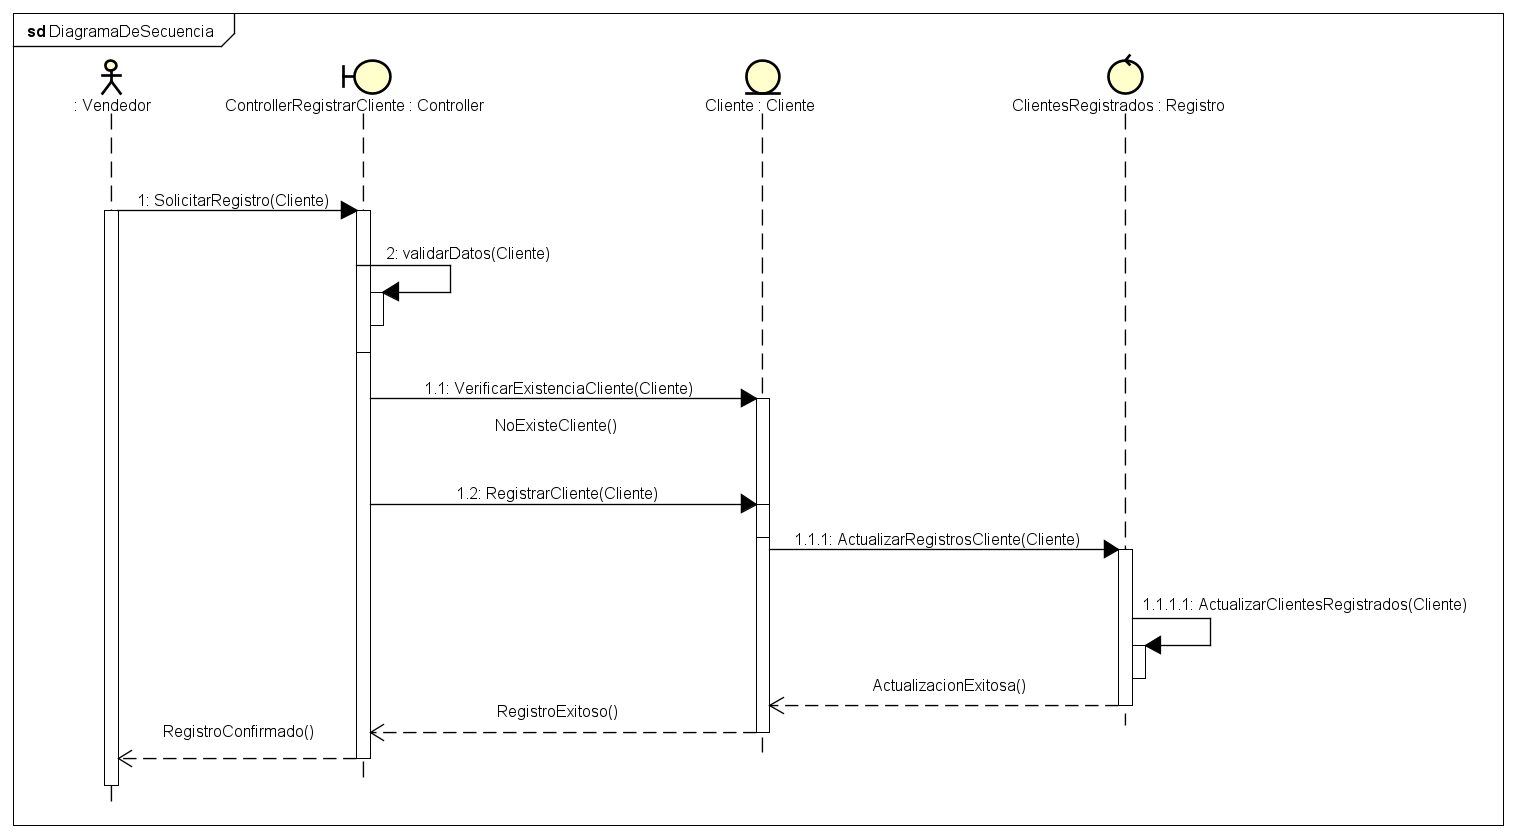 sd DiagramaDeSecuencia
: Vendedor
ControllerRegistrarCliente : Controller
Cliente : Cliente
ClientesRegistrados : Registro
1: SolicitarRegistro(Cliente)
2: validarDatos(Cliente)
1.1: VerificarExistenciaCliente(Cliente)
NoExisteCliente()
1.2: RegistrarCliente(Cliente)
1.1.1: ActualizarRegistrosCliente(Cliente)
1.1.1.1: ActualizarClientesRegistrados(Cliente)
ActualizacionExitosa()
RegistroExitoso()
RegistroConfirmado()